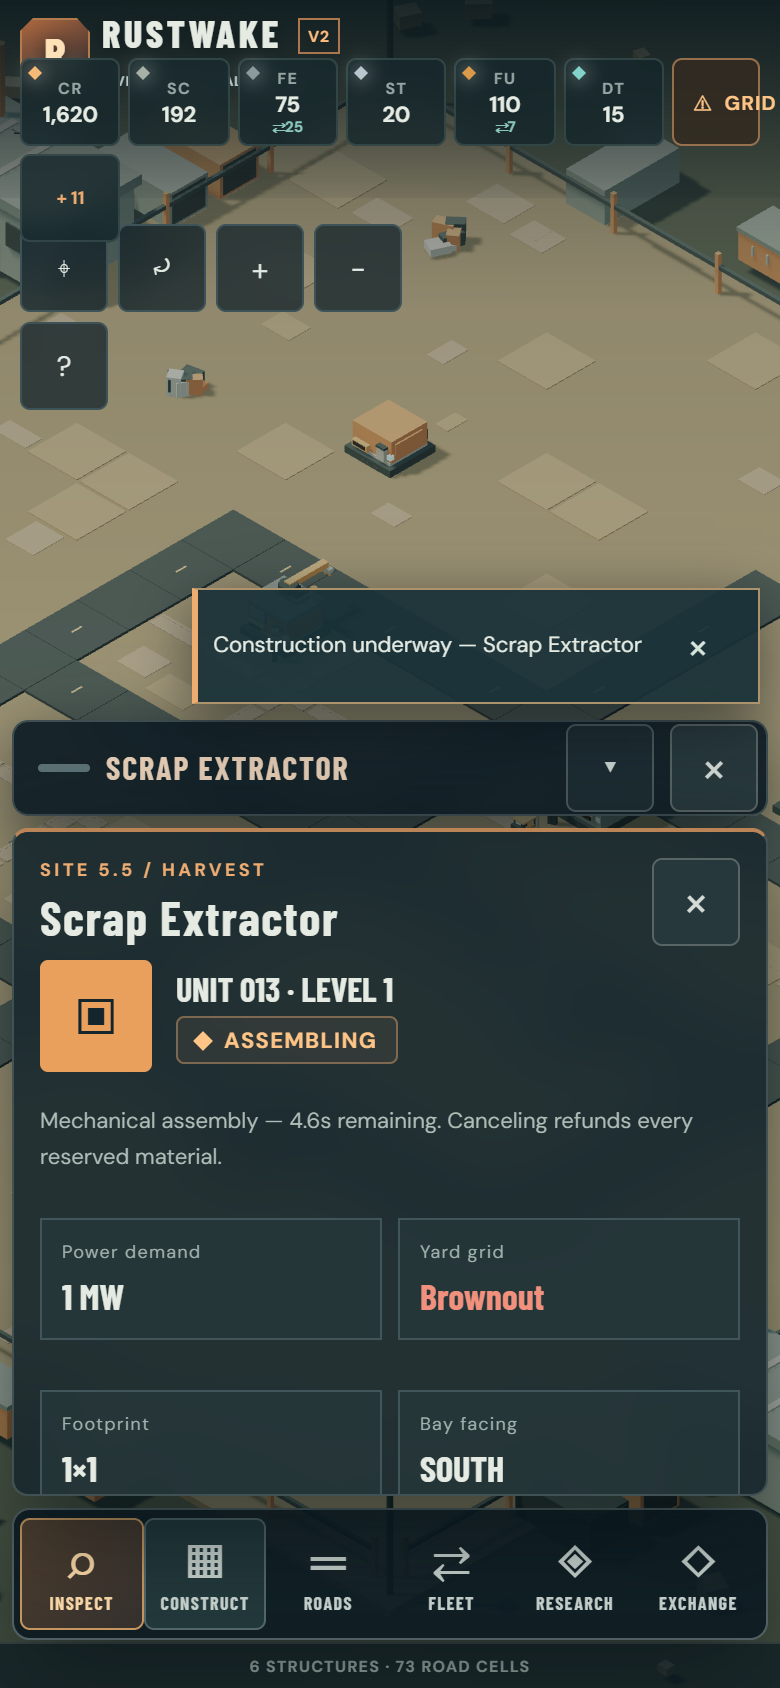 RUSTWAKE V2
CR
1,620
SC
192
FE
75
⇄25
ST
20
FU
110
⇄7
DT
15
⚠ GRID
+ 11
+
−
?
Construction underway — Scrap Extractor ×
SCRAP EXTRACTOR ▼ ×
SITE 5.5 / HARVEST
Scrap Extractor ×
UNIT 013 · LEVEL 1
◆ ASSEMBLING
Mechanical assembly — 4.6s remaining. Canceling refunds every
reserved material.
Power demand
1 MW
Yard grid
Brownout
Footprint
1×1
Bay facing
SOUTH
INSPECT
CONSTRUCT
ROADS
FLEET
RESEARCH
EXCHANGE
6 STRUCTURES · 73 ROAD CELLS